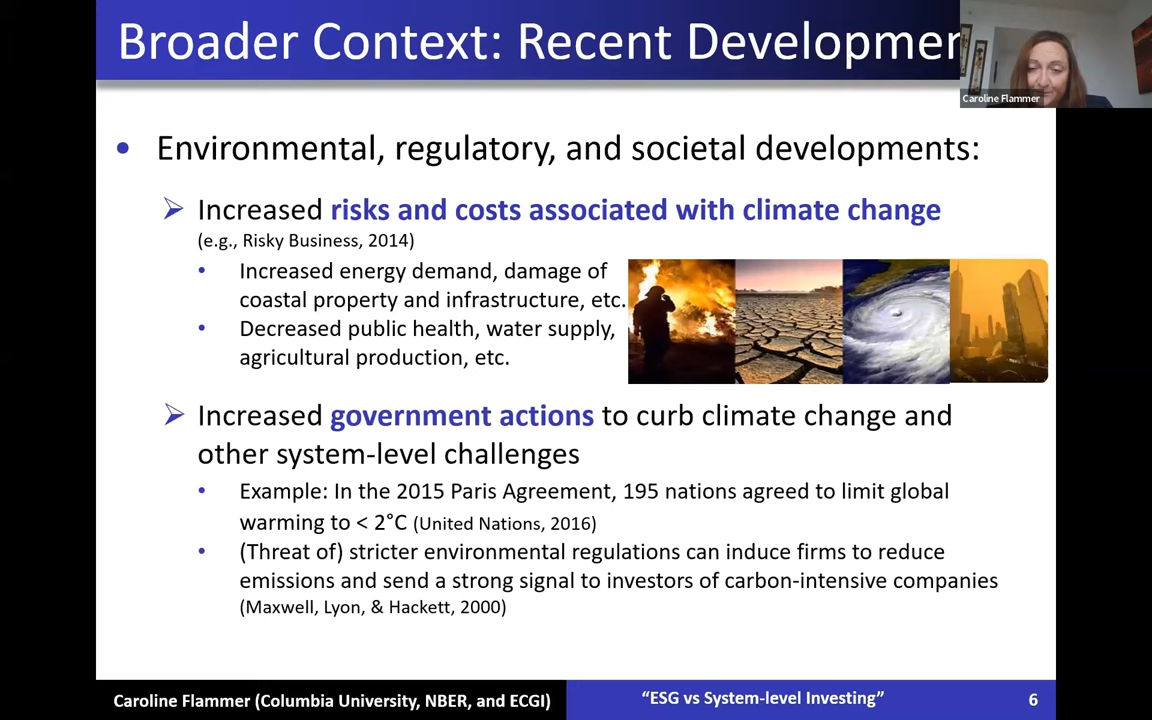 Broader Context: Recent Developmen
Caroline Flammer
• Environmental, regulatory, and societal developments:
➢ Increased risks and costs associated with climate change
(e.g., Risky Business, 2014)
• Increased energy demand, damage of
coastal property and infrastructure, etc.
• Decreased public health, water supply,
agricultural production, etc.
➢ Increased government actions to curb climate change and
other system-level challenges
• Example: In the 2015 Paris Agreement, 195 nations agreed to limit global
warming to < 2°C (United Nations, 2016)
• (Threat of) stricter environmental regulations can induce firms to reduce
emissions and send a strong signal to investors of carbon-intensive companies
(Maxwell, Lyon, & Hackett, 2000)
Caroline Flammer (Columbia University, NBER, and ECGI)
“ESG vs System-level Investing”
6